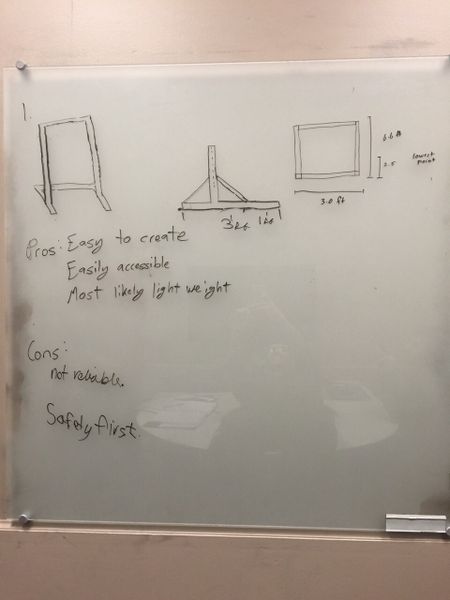 1.
6.6 ft
2.5 lowest point
3.0 ft
3 ft 1 ft
Pros: Easy to create
Easily accessible
Most likely light weight
Cons:
not reliable.
Safely first.